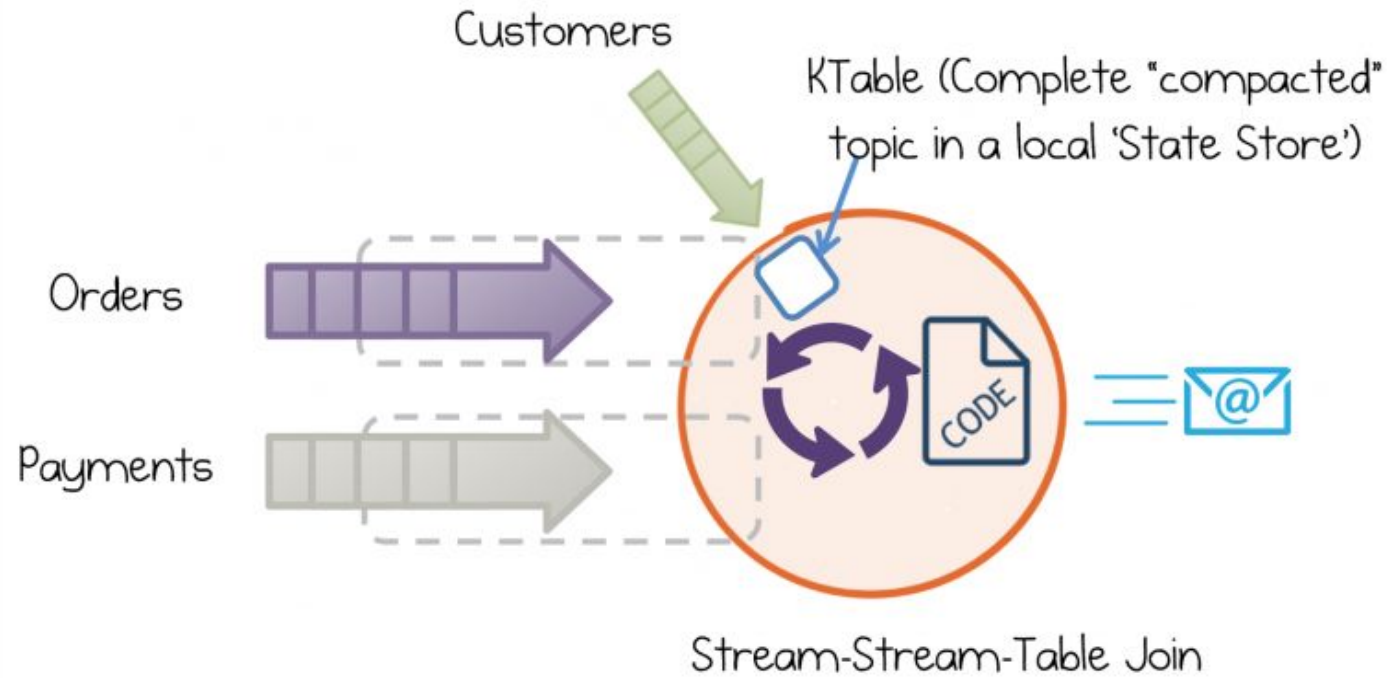 Customers
KTable (Complete “compacted”
topic in a local ‘State Store’)
Orders
Payments
CODE
@
Stream-Stream-Table Join